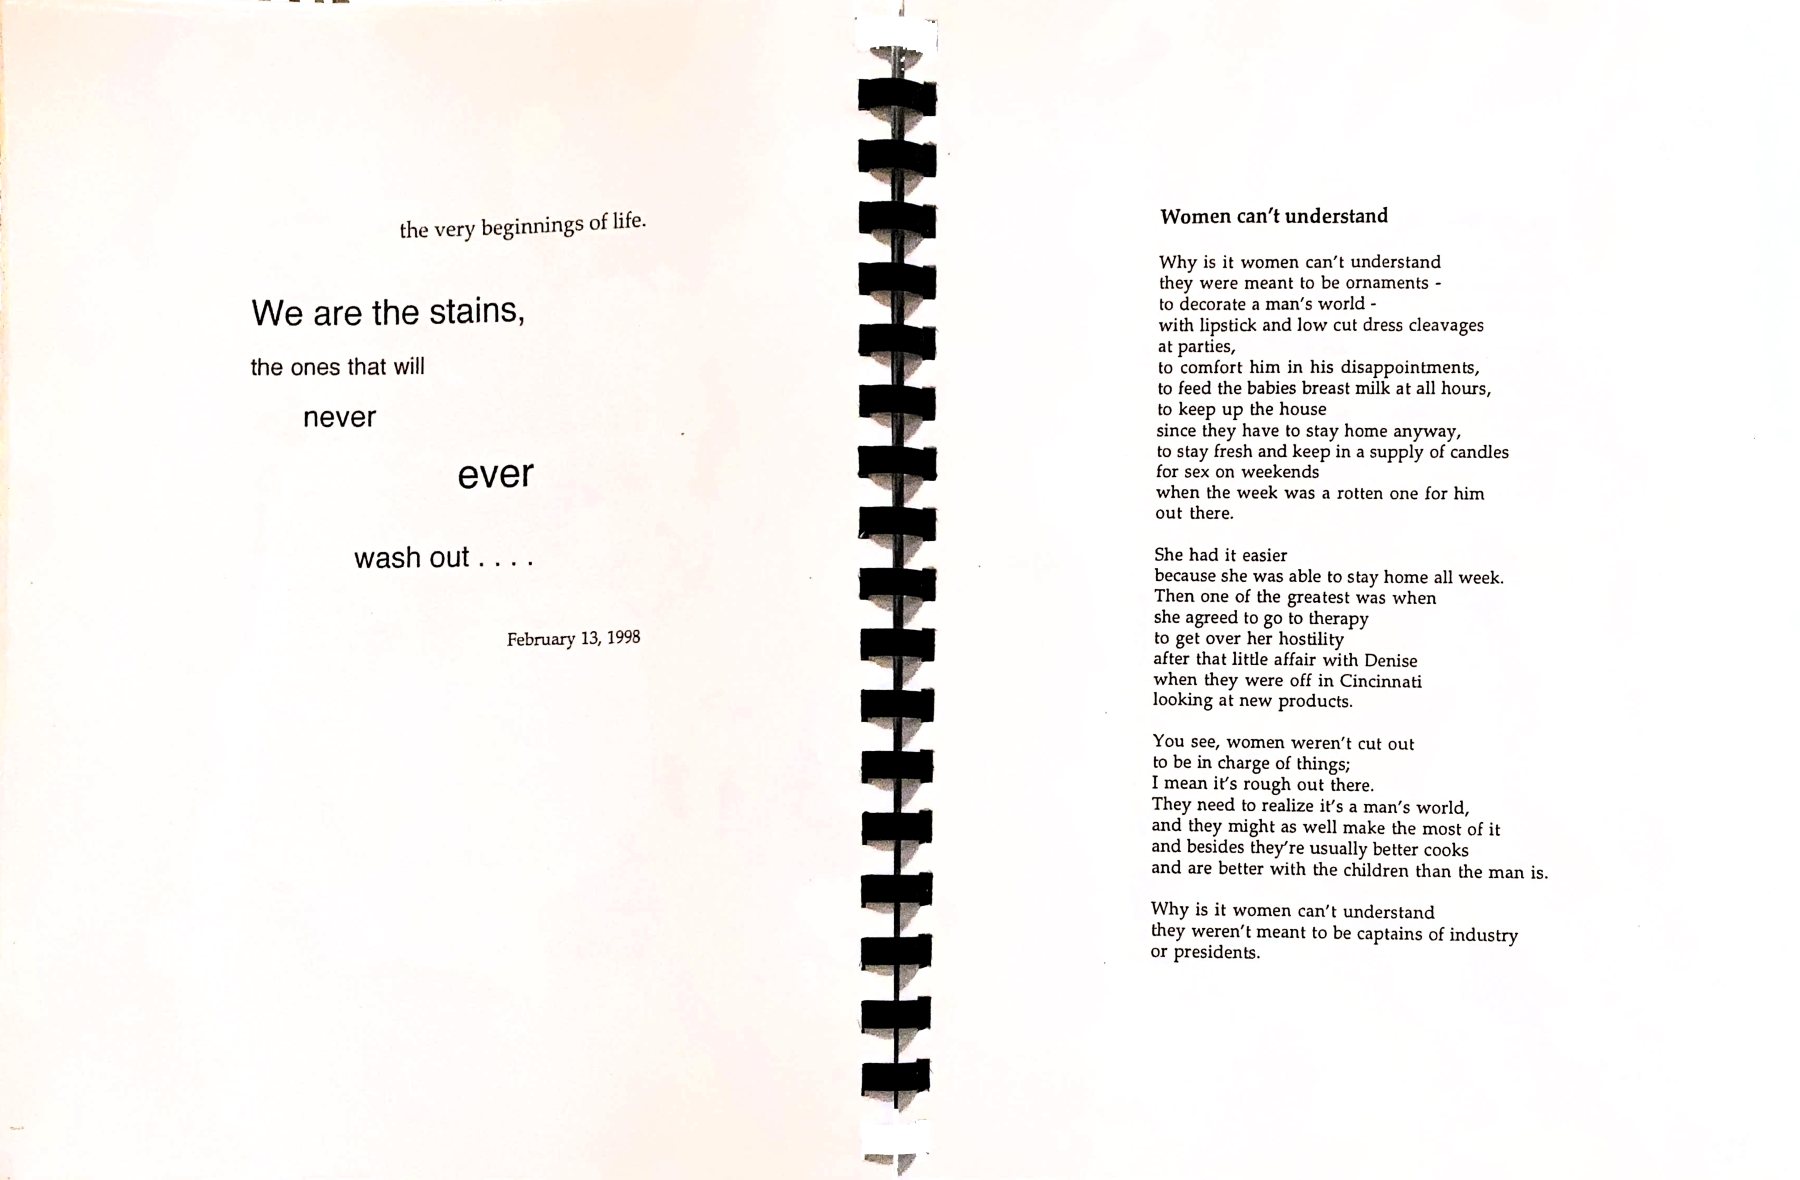 the very beginnings of life.
We are the stains,
the ones that will
never
ever
wash out . . . .
February 13, 1998
Women can't understand
Why is it women can't understand
they were meant to be ornaments -
to decorate a man's world -
with lipstick and low cut dress cleavages
at parties,
to comfort him in his disappointments,
to feed the babies breast milk at all hours,
to keep up the house
since they have to stay home anyway,
to stay fresh and keep in a supply of candles
for sex on weekends
when the week was a rotten one for him
out there.
She had it easier
because she was able to stay home all week.
Then one of the greatest was when
she agreed to go to therapy
to get over her hostility
after that little affair with Denise
when they were off in Cincinnati
looking at new products.
You see, women weren't cut out
to be in charge of things;
I mean it's rough out there.
They need to realize it's a man's world,
and they might as well make the most of it
and besides they're usually better cooks
and are better with the children than the man is.
Why is it women can't understand
they weren't meant to be captains of industry
or presidents.